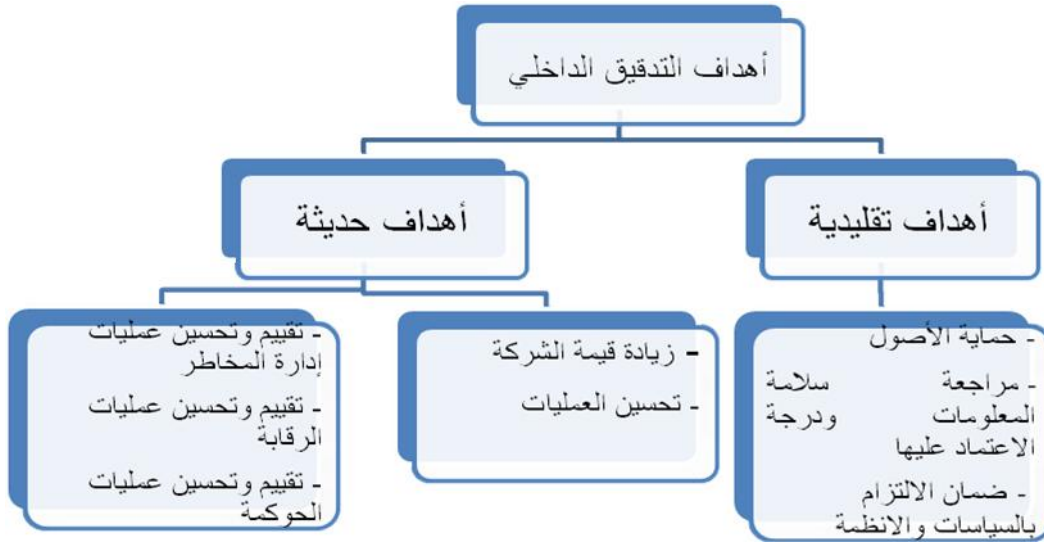 أهداف التدقيق الداخلي
أهداف تقليدية
أهداف حديثة
- حماية الأصول
- مراجعة سلامة
المعلومات ودرجة
الاعتماد عليها
- ضمان الالتزام
بالسياسات والانظمة
- زيادة قيمة الشركة
- تحسين العمليات
- تقييم وتحسين عمليات
إدارة المخاطر
- تقييم وتحسين عمليات
الرقابة
- تقييم وتحسين عمليات
الحوكمة